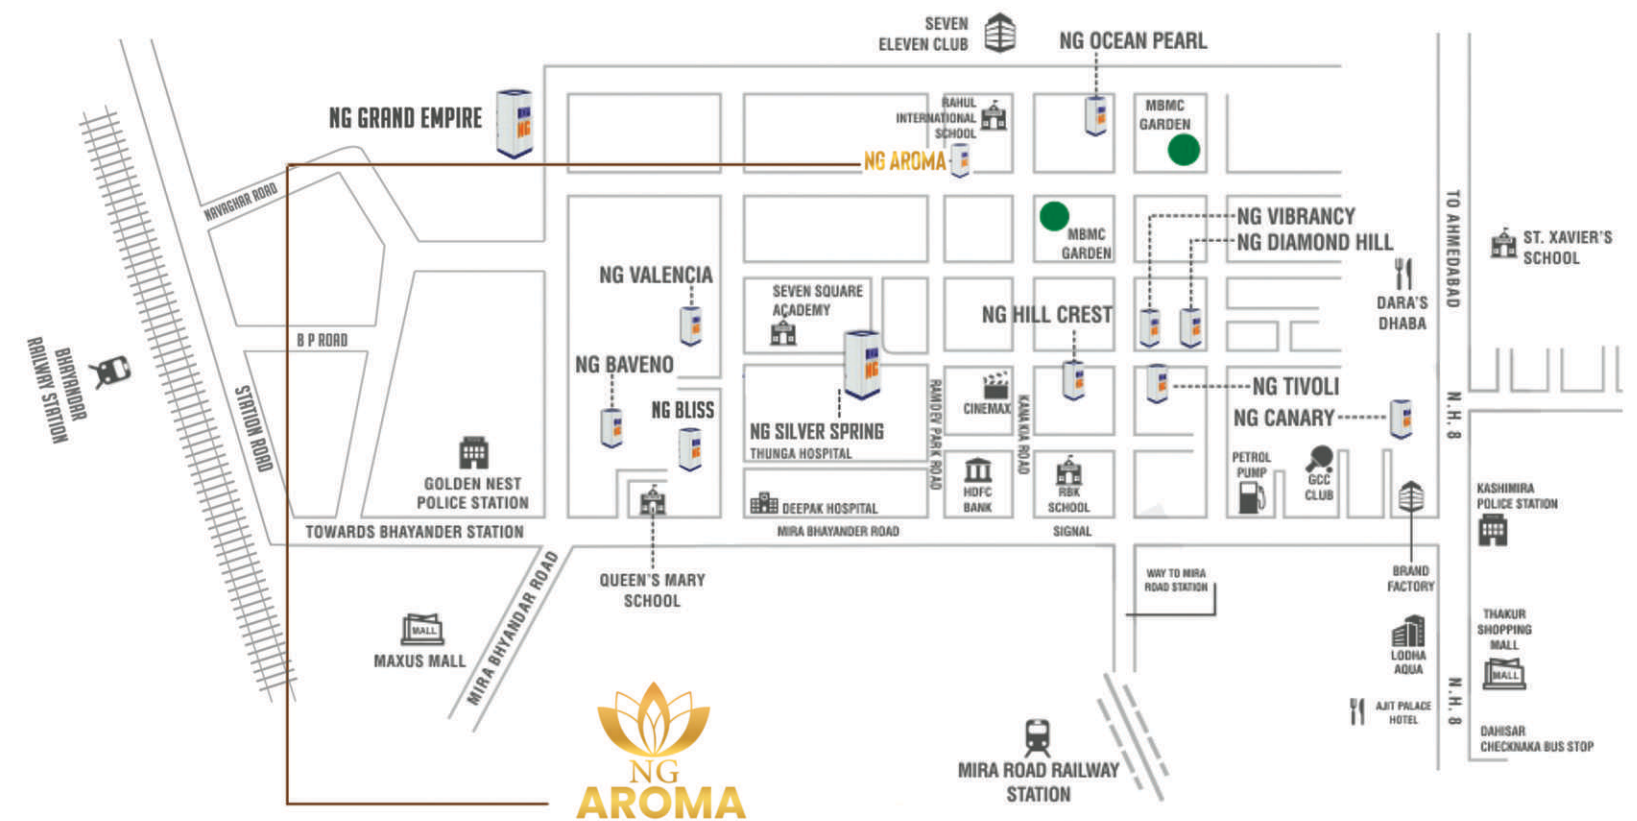 SEVEN
ELEVEN CLUB
NG OCEAN PEARL
NG GRAND EMPIRE
RAHUL
INTERNATIONAL
SCHOOL
MBMC
GARDEN
NG AROMA
NAVAGHAR ROAD
MBMC
GARDEN
NG VIBRANCY
NG DIAMOND HILL
TO AHMEDABAD
ST. XAVIER'S
SCHOOL
NG VALENCIA
SEVEN SQUARE
ACADEMY
NG HILL CREST
DARA'S
DHABA
BHAYANDAR
RAILWAY STATION
B P ROAD
NG BAVENO
NG BLISS
STATION ROAD
RAMDEV PARK ROAD
CINEMAX
KANAKIA ROAD
NG TIVOLI
NG CANARY
N.H. 8
NG SILVER SPRING
THUNGA HOSPITAL
GOLDEN NEST
POLICE STATION
PETROL
PUMP
GCC
CLUB
HDFC
BANK
RBK
SCHOOL
KASHIMIRA
POLICE STATION
DEEPAK HOSPITAL
TOWARDS BHAYANDER STATION
MIRA BHAYANDER ROAD
SIGNAL
QUEEN'S MARY
SCHOOL
WAY TO MIRA
ROAD STATION
BRAND
FACTORY
MIRA BHYANDAR ROAD
MALL
MAXUS MALL
THAKUR
SHOPPING
MALL
MALL
LODHA
AQUA
AJIT PALACE
HOTEL
N.H. 8
DAHISAR
CHECKNAKA BUS STOP
MIRA ROAD RAILWAY
STATION
NG
AROMA